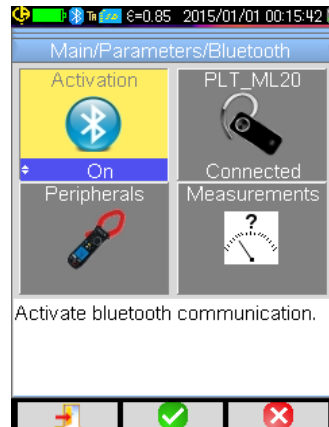 ε=0.85 2015/01/01 00:15:42
Main/Parameters/Bluetooth
Activation
PLT_ML20
On
Connected
Peripherals
Measurements
?
Activate bluetooth communication.